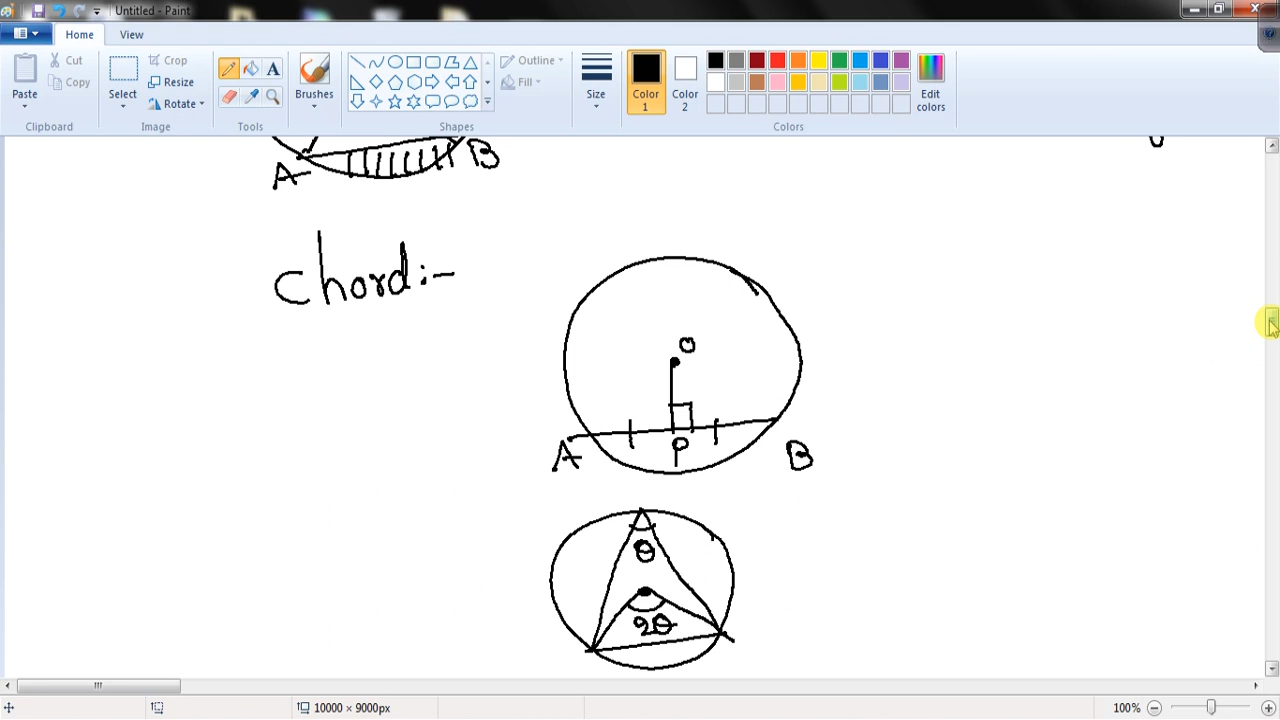 Untitled - Paint
Home View
Paste
Cut
Copy
Clipboard
Select
Crop
Resize
Rotate
Image
A
Tools
Brushes
Shapes
Outline
Fill
Size
Color 1
Color 2
Edit colors
Colors
A B
Chord:-
O
A P B
θ
2θ
10000 × 9000px
100%